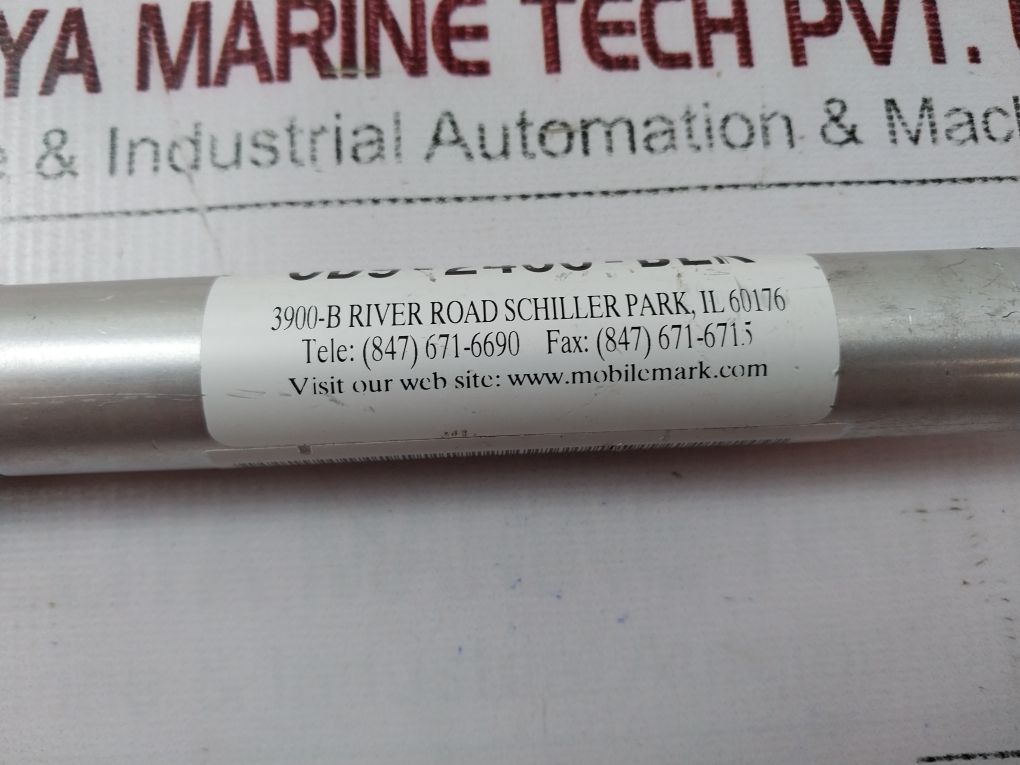 YA MARINE TECH PVT.
& Industrial Automation &
3900-B RIVER ROAD SCHILLER PARK, IL 60176
Tele: (847) 671-6690 Fax: (847) 671-6715
Visit our web site: www.mobilemark.com